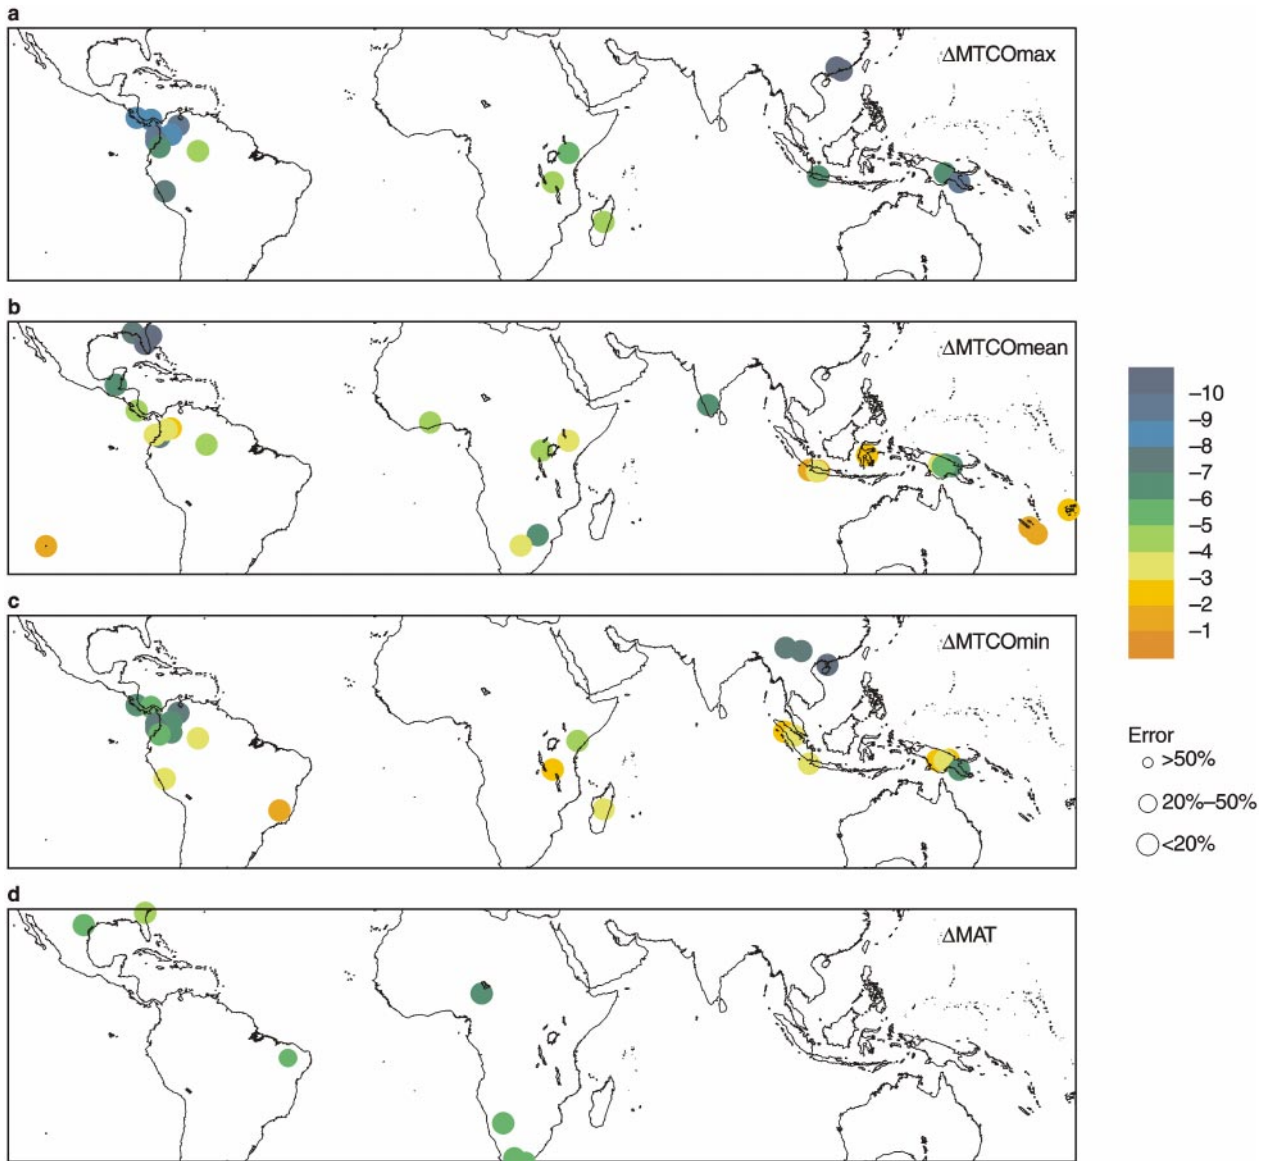 a
ΔMTCOmax
b
ΔMTCOmean
–10
–9
–8
–7
–6
–5
–4
–3
–2
–1
c
ΔMTCOmin
Error
>50%
20%–50%
<20%
d
ΔMAT